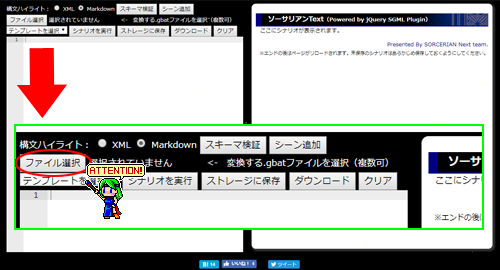 構文ハイライト： XML Markdown スキーマ検証 シーン追加
ファイル選択 選択されていません <- 変換する.gbatファイルを選択（複数可）
テンプレートを選択 シナリオを実行 ストレージに保存 ダウンロード クリア
1
ソーサリアンText (Powered by jQuery SGML Plugin)
ここにシナリオが表示されます。
Presented By SORCERIAN Next team.
※エンドの後はページがリロードされます。未保存のシナリオはあらかじめ保存しておくようにしてください。
構文ハイライト： XML Markdown スキーマ検証 シーン追加
ファイル選択 選択されていません <- 変換する.gbatファイルを選択（複数可）
ATTENTION!
テンプレートを選 シナリオを実行 ストレージに保存 ダウンロード クリア
1
ソーサ
ここにシナ
※エンドの後
B! 14 いいね！ 4 ツイート